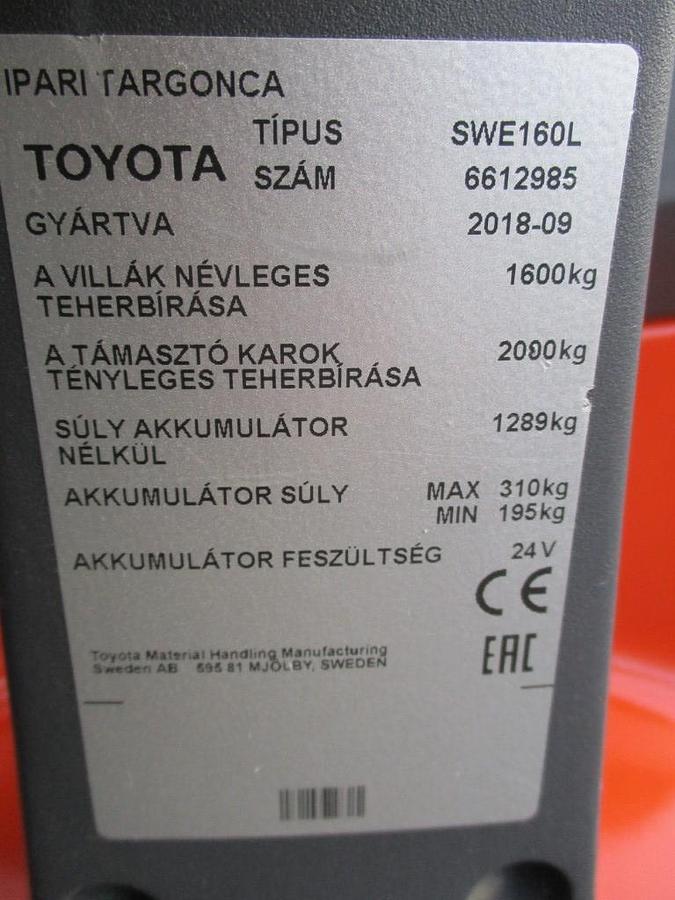 IPARI TARGONCA
TOYOTA
TÍPUS SWE160L
SZÁM 6612985
GYÁRTVA 2018-09
A VILLÁK NÉVLEGES 1600kg
TEHERBÍRÁSA
A TÁMASZTÓ KAROK 2000kg
TÉNYLEGES TEHERBÍRÁSA
SÚLY AKKUMULÁTOR 1289kg
NÉLKÜL
AKKUMULÁTOR SÚLY MAX 310kg
MIN 195kg
AKKUMULÁTOR FESZÜLTSÉG 24V
CE
Toyota Material Handling Manufacturing
Sweden AB 595 81 MJÖLBY, SWEDEN
EAC